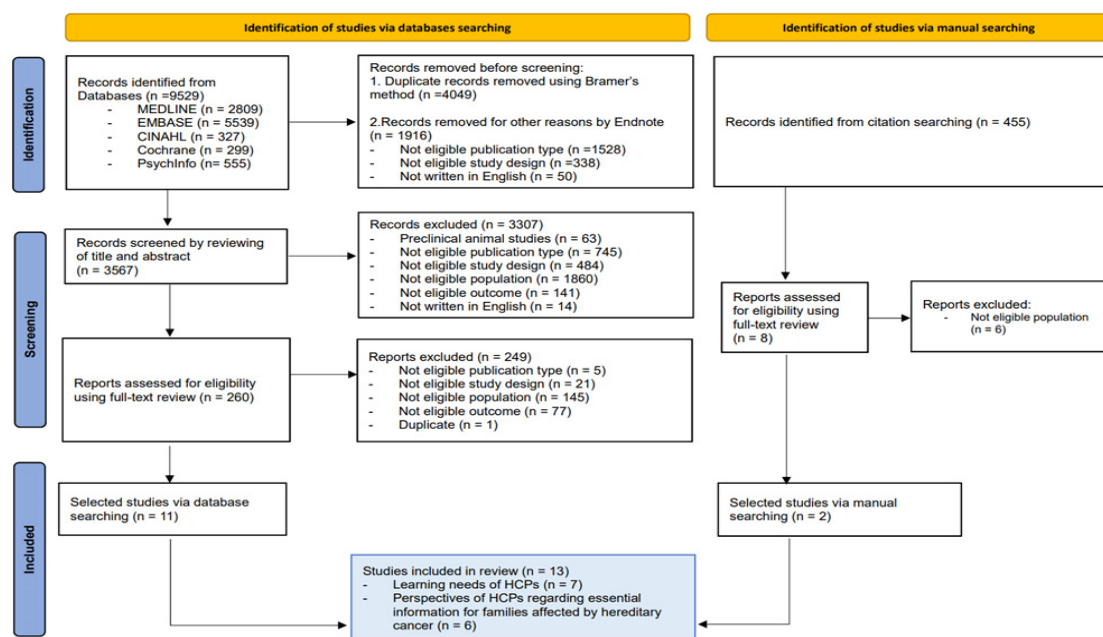 Identification of studies via databases searching
Identification of studies via manual searching
Identification
Records identified from
Databases (n =9529)
- MEDLINE (n = 2809)
- EMBASE (n = 5539)
- CINAHL (n = 327)
- Cochrane (n = 299)
- PsychInfo (n= 555)
Records removed before screening:
1. Duplicate records removed using Bramer's
method (n =4049)
2.Records removed for other reasons by Endnote
(n = 1916)
- Not eligible publication type (n =1528)
- Not eligible study design (n =338)
- Not written in English (n = 50)
Records identified from citation searching (n = 455)
Screening
Records screened by reviewing
of title and abstract
(n = 3567)
Records excluded (n = 3307)
- Preclinical animal studies (n = 63)
- Not eligible publication type (n = 745)
- Not eligible study design (n = 484)
- Not eligible population (n = 1860)
- Not eligible outcome (n = 141)
- Not written in English (n = 14)
Reports assessed
for eligibility using
full-text review
(n = 8)
Reports excluded:
- Not eligible population
(n = 6)
Reports assessed for eligibility
using full-text review (n = 260)
Reports excluded (n = 249)
- Not eligible publication type (n = 5)
- Not eligible study design (n = 21)
- Not eligible population (n = 145)
- Not eligible outcome (n = 77)
- Duplicate (n = 1)
Included
Selected studies via database
searching (n = 11)
Selected studies via manual
searching (n = 2)
Studies included in review (n = 13)
- Learning needs of HCPs (n = 7)
- Perspectives of HCPs regarding essential
information for families affected by hereditary
cancer (n = 6)